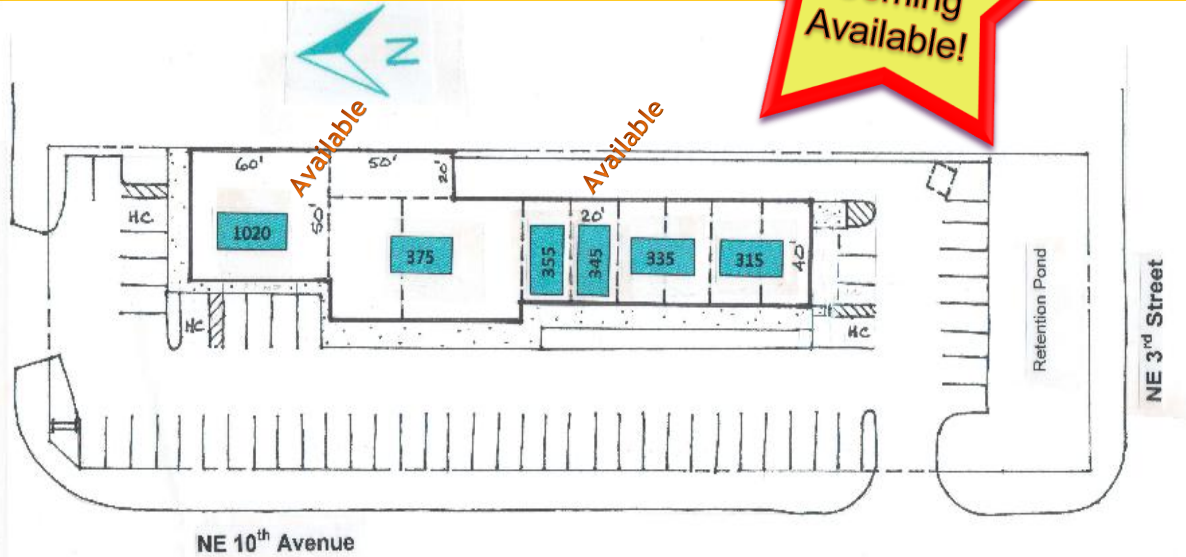 Available!
N
Available
Available
60'
50'
20'
HC
1020
50'
375
355
20'
345
335
315
40'
HC
HC
Retention Pond
NE 3rd Street
NE 10th Avenue